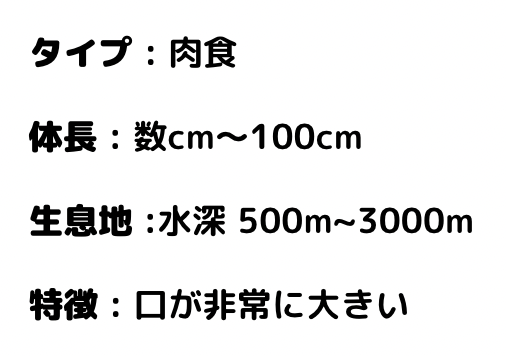 タイプ : 肉食
体長 : 数cm〜100cm
生息地 :水深 500m~3000m
特徴 : 口が非常に大きい